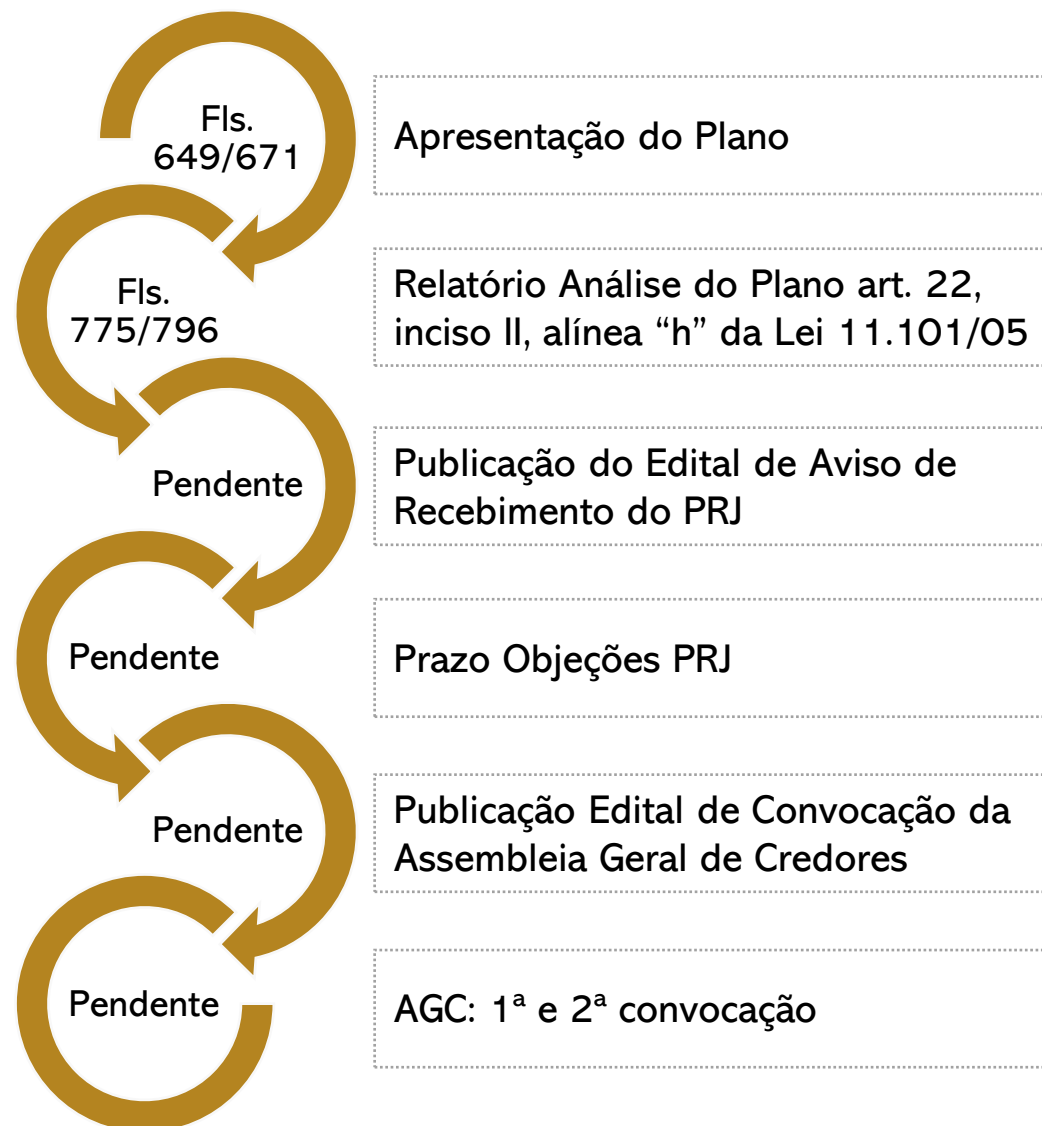 Fls.
649/671
Apresentação do Plano
Fls.
775/796
Relatório Análise do Plano art. 22,
inciso II, alínea “h” da Lei 11.101/05
Pendente
Publicação do Edital de Aviso de
Recebimento do PRJ
Pendente
Prazo Objeções PRJ
Pendente
Publicação Edital de Convocação da
Assembleia Geral de Credores
Pendente
AGC: 1ª e 2ª convocação